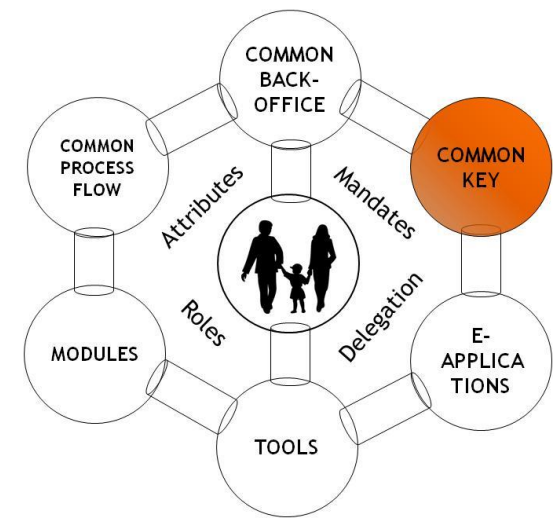 COMMON
BACK-
OFFICE
COMMON
PROCESS
FLOW
COMMON
KEY
Attributes
Mandates
Roles
Delegation
MODULES
E-
APPLICA
TIONS
TOOLS